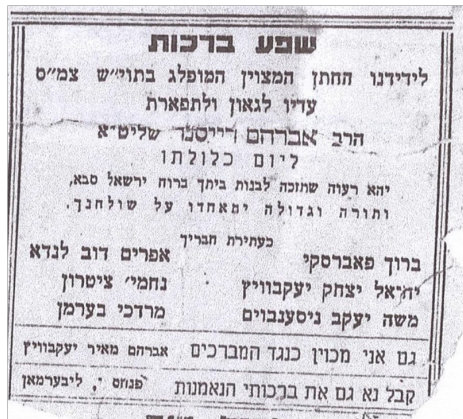 שפע ברכות
לידידנו החתן המצוין המופלג בתוי״ש צמ״ס
עדיו לגאון ולתפארת
הרב אברהם רייסנר שליט״א
ליום כלולתו
יהא רעוה שתזכה לבנות ביתך ברוח ישראל סבא,
ותורה וגדולה יתאחדו על שולחנך.
כעתירת חבריך
ברוך פאברסקי
אפרים דוב לנדא
יחיאל יצחק יעקבוויץ
נחמי׳ ציטרון
משה יעקב ניסענבוים
מרדכי בערמן
גם אני מכוין כנגד המברכים אברהם מאיר יעקבוויץ
קבל נא גם את ברכותי הנאמנות פנחס י. ליבערמאן